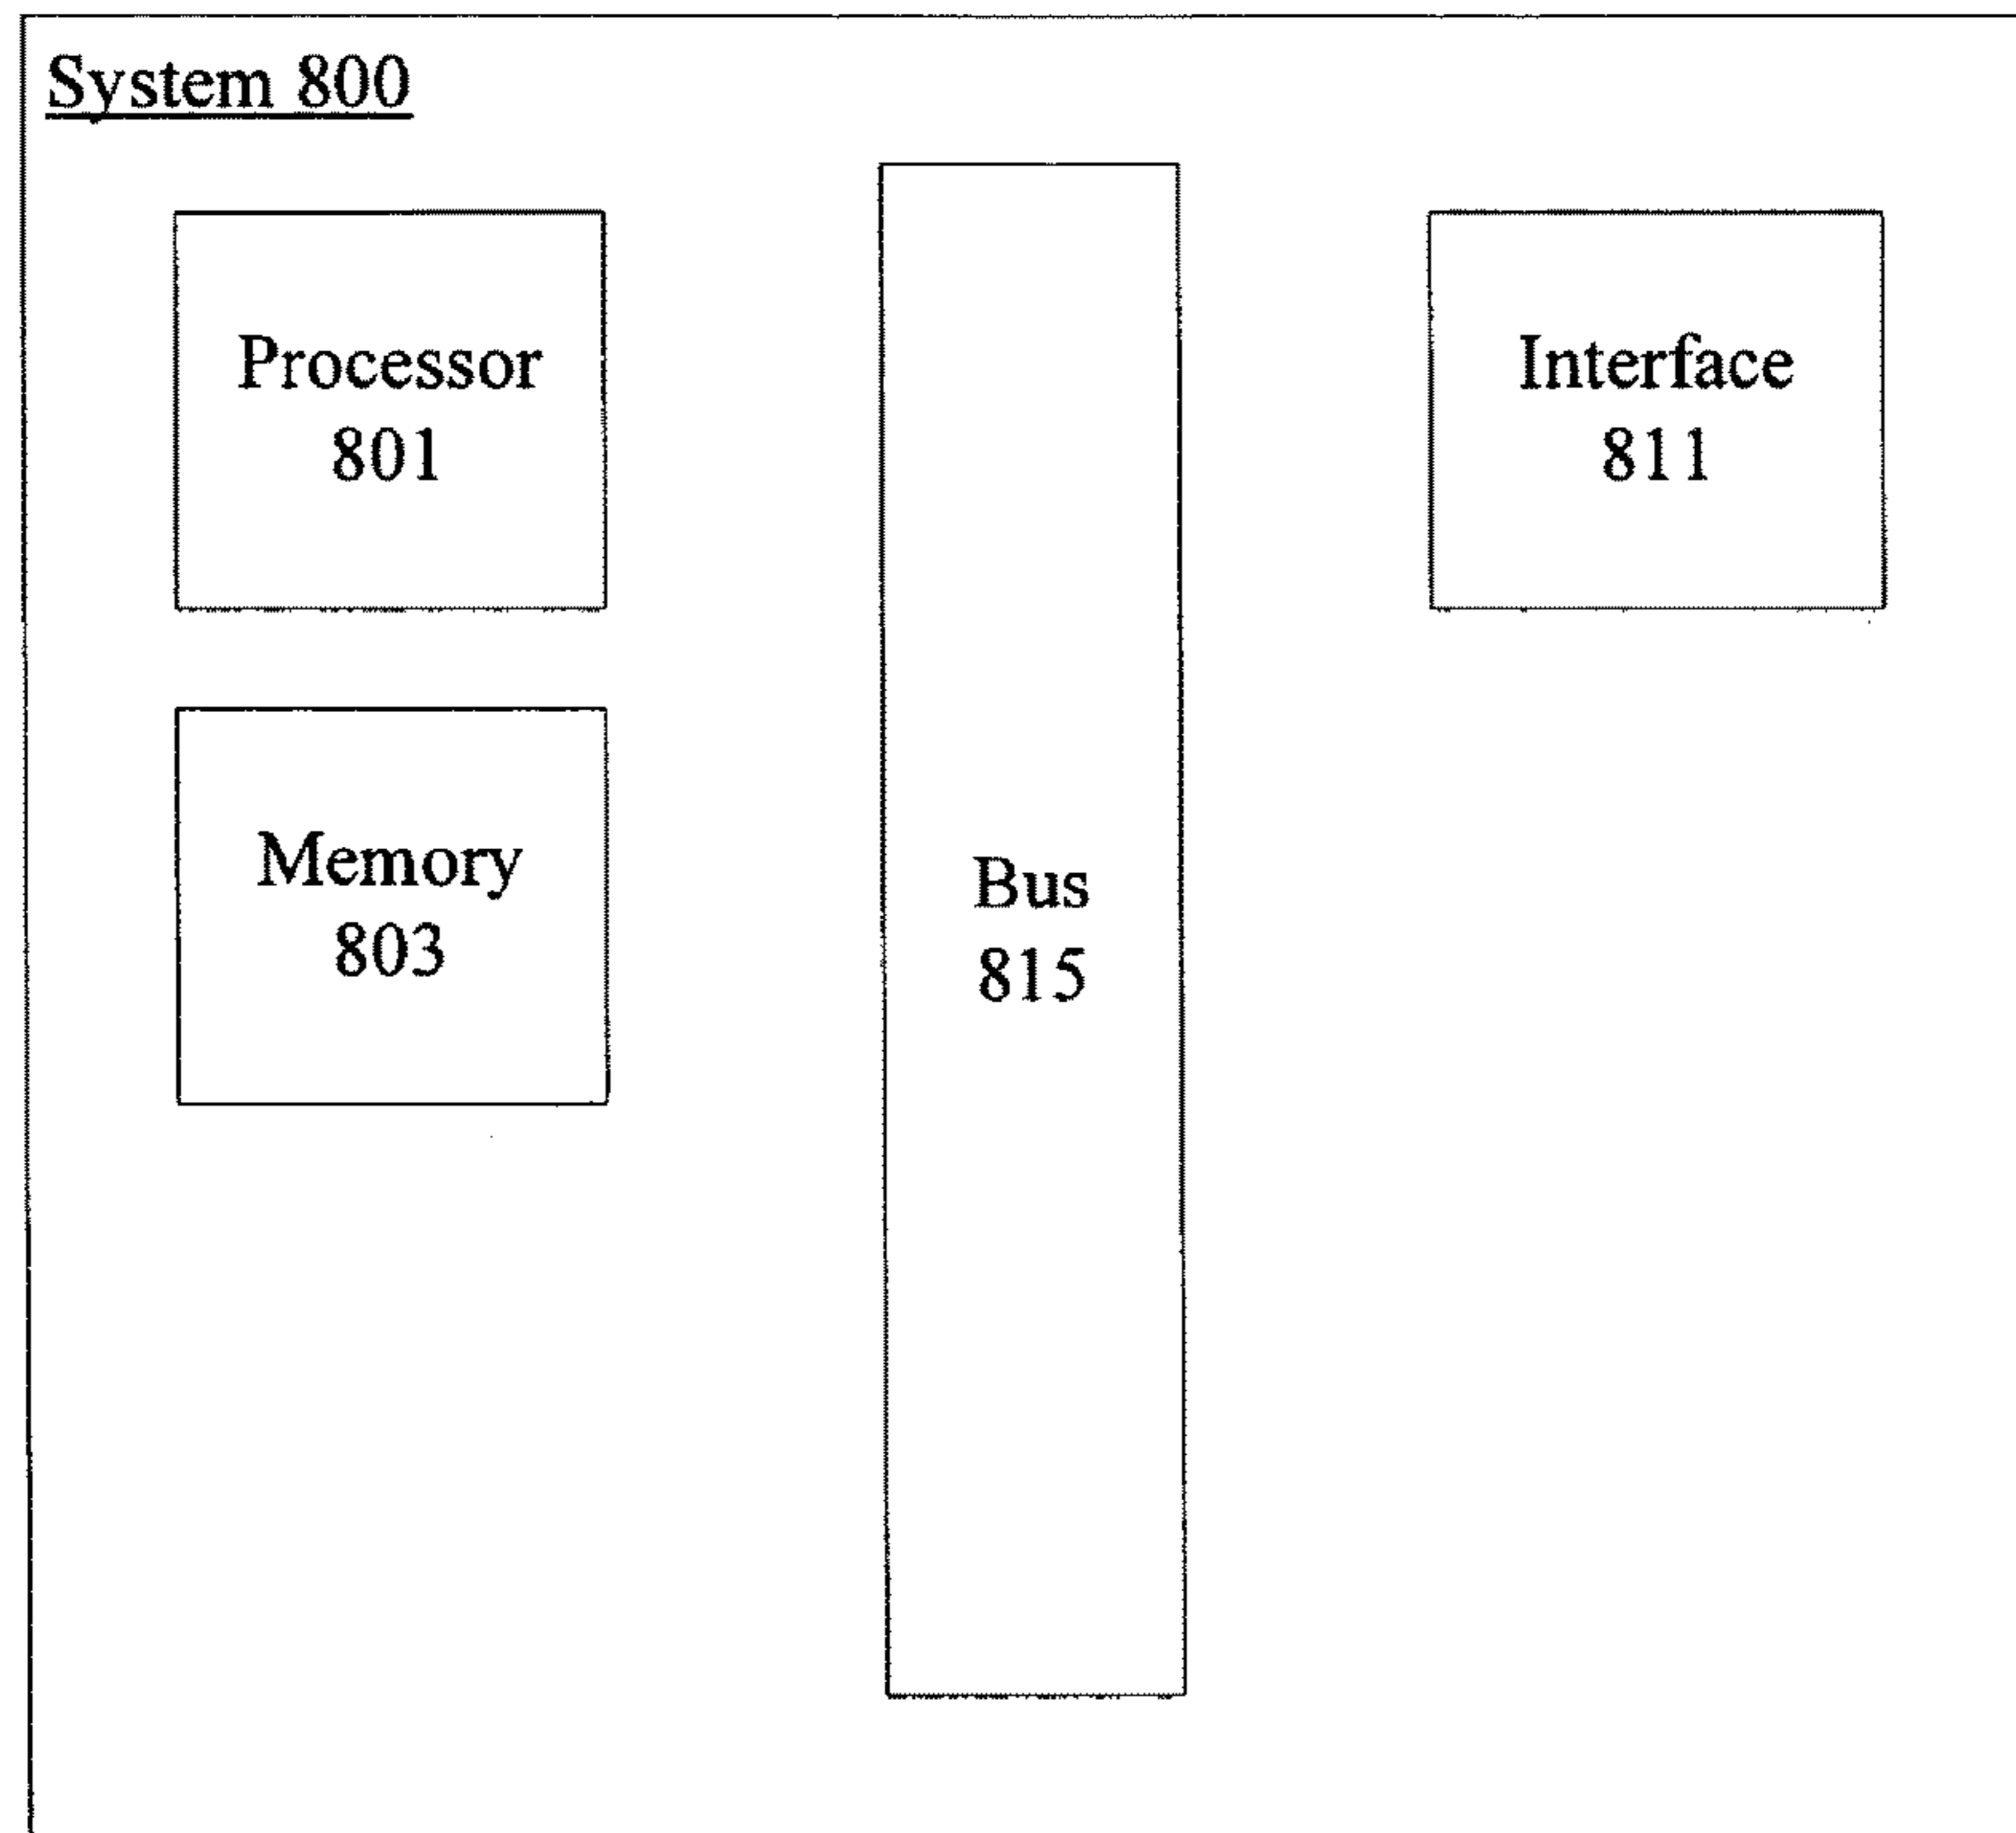 System 800
Processor
801
Interface
811
Memory
803
Bus
815